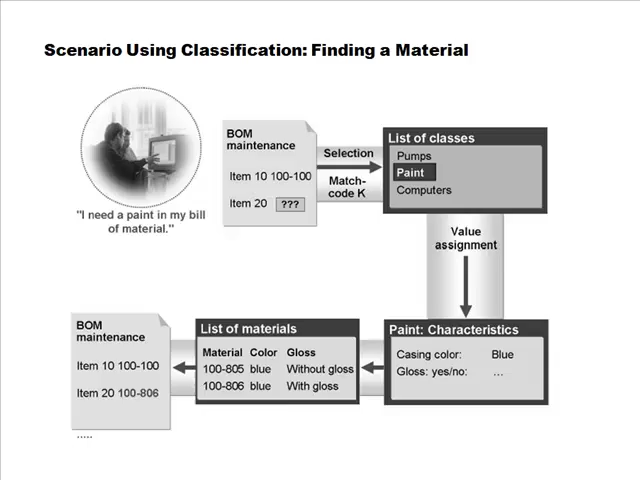 Scenario Using Classification: Finding a Material
"I need a paint in my bill
of material."
BOM
maintenance
Item 10 100-100
Item 20 ???
Selection
Match-
code K
List of classes
Pumps
Paint
Computers
Value
assignment
Paint: Characteristics
Casing color: Blue
Gloss: yes/no: ...
List of materials
Material Color Gloss
100-805 blue Without gloss
100-806 blue With gloss
BOM
maintenance
Item 10 100-100
Item 20 100-806
.....